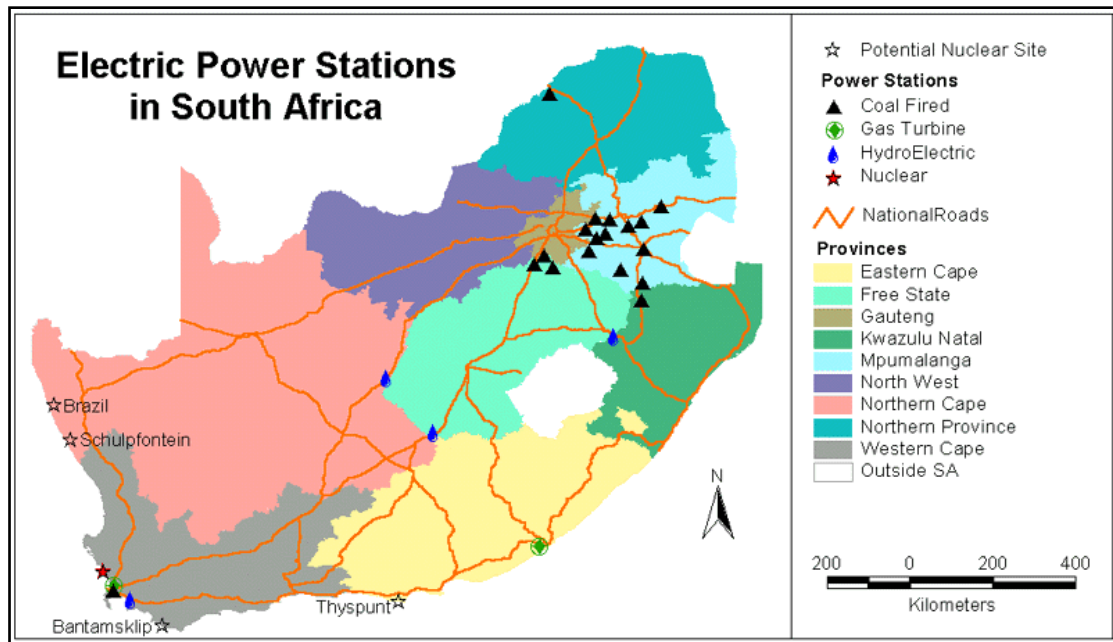 Electric Power Stations
in South Africa
Brazil
Schulpfontein
Bantamsklip
Thyspunt
N
Potential Nuclear Site
Power Stations
Coal Fired
Gas Turbine
HydroElectric
Nuclear
NationalRoads
Provinces
Eastern Cape
Free State
Gauteng
Kwazulu Natal
Mpumalanga
North West
Northern Cape
Northern Province
Western Cape
Outside SA
200 0 200 400
Kilometers